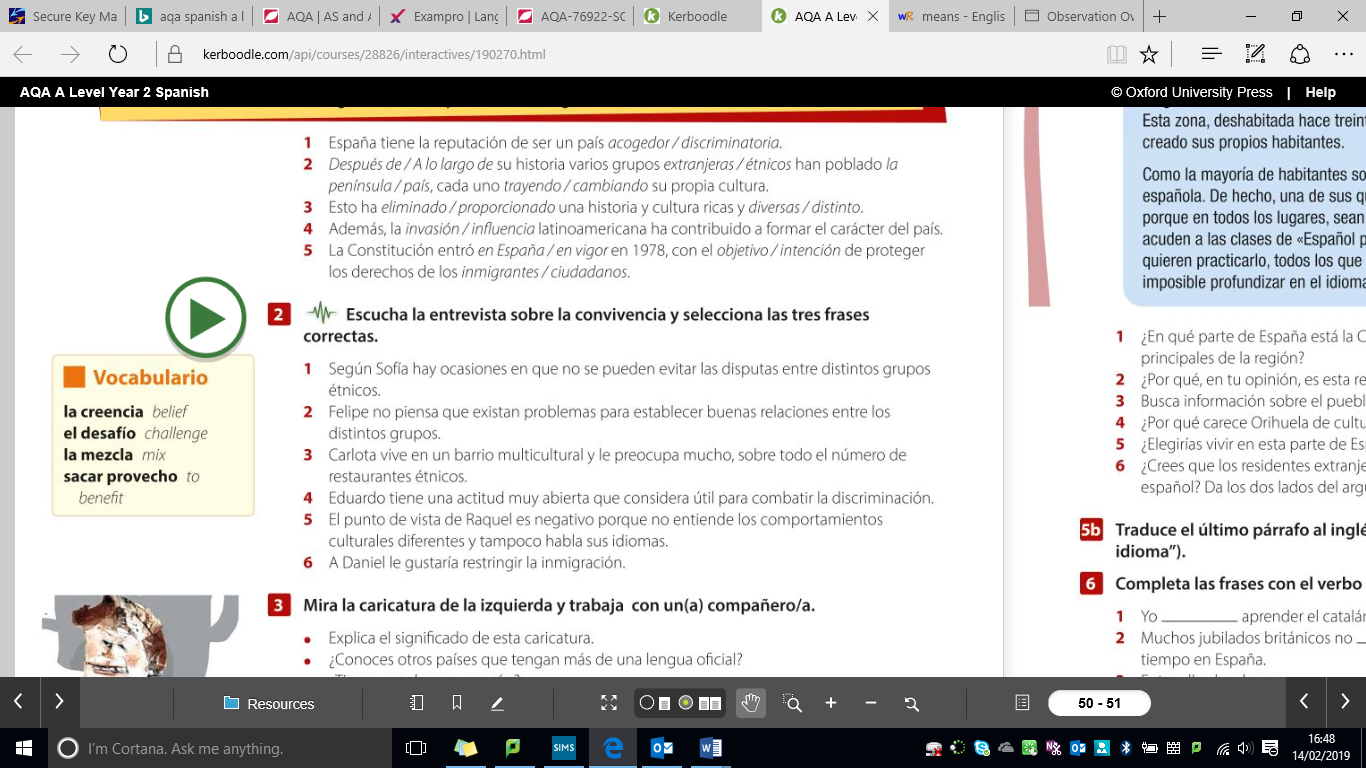 Secure Key Ma
aqa spanish a l
AQA | AS and A
Exampro | Lang
AQA-76922-SC
Kerboodle
AQA A Leve
means - Englis
Observation Ov
kerboodle.com/api/courses/28826/interactives/190270.html
AQA A Level Year 2 Spanish
© Oxford University Press | Help
1 España tiene la reputación de ser un país acogedor / discriminatoria.
2 Después de / A lo largo de su historia varios grupos extranjeras / étnicos han poblado la
península / país, cada uno trayendo / cambiando su propia cultura.
3 Esto ha eliminado / proporcionado una historia y cultura ricas y diversas / distinto.
4 Además, la invasión / influencia latinoamericana ha contribuido a formar el carácter del país.
5 La Constitución entró en España / en vigor en 1978, con el objetivo / intención de proteger
los derechos de los inmigrantes / ciudadanos.
2 Escucha la entrevista sobre la convivencia y selecciona las tres frases
correctas.
1 Según Sofía hay ocasiones en que no se pueden evitar las disputas entre distintos grupos
étnicos.
2 Felipe no piensa que existan problemas para establecer buenas relaciones entre los
distintos grupos.
3 Carlota vive en un barrio multicultural y le preocupa mucho, sobre todo el número de
restaurantes étnicos.
4 Eduardo tiene una actitud muy abierta que considera útil para combatir la discriminación.
5 El punto de vista de Raquel es negativo porque no entiende los comportamientos
culturales diferentes y tampoco habla sus idiomas.
6 A Daniel le gustaría restringir la inmigración.
Vocabulario
la creencia belief
el desafío challenge
la mezcla mix
sacar provecho to
benefit
3 Mira la caricatura de la izquierda y trabaja con un(a) compañero/a.
• Explica el significado de esta caricatura.
• ¿Conoces otros países que tengan más de una lengua oficial?
Esta zona, deshabitada hace treint
creado sus propios habitantes.
Como la mayoría de habitantes so
española. De hecho, una de sus qu
porque en todos los lugares, sean
acuden a las clases de «Español p
quieren practicarlo, todos los que
imposible profundizar en el idioma
1 ¿En qué parte de España está la C
principales de la región?
2 ¿Por qué, en tu opinión, es esta re
3 Busca información sobre el puebl
4 ¿Por qué carece Orihuela de cultu
5 ¿Elegirías vivir en esta parte de Es
6 ¿Crees que los residentes extranje
español? Da los dos lados del argu
5b Traduce el último párrafo al inglé
idioma").
6 Completa las frases con el verbo
1 Yo __________ aprender el catalán
2 Muchos jubilados británicos no _
tiempo en España.
Resources
50 - 51
I'm Cortana. Ask me anything.
SIMS
16:48
14/02/2019